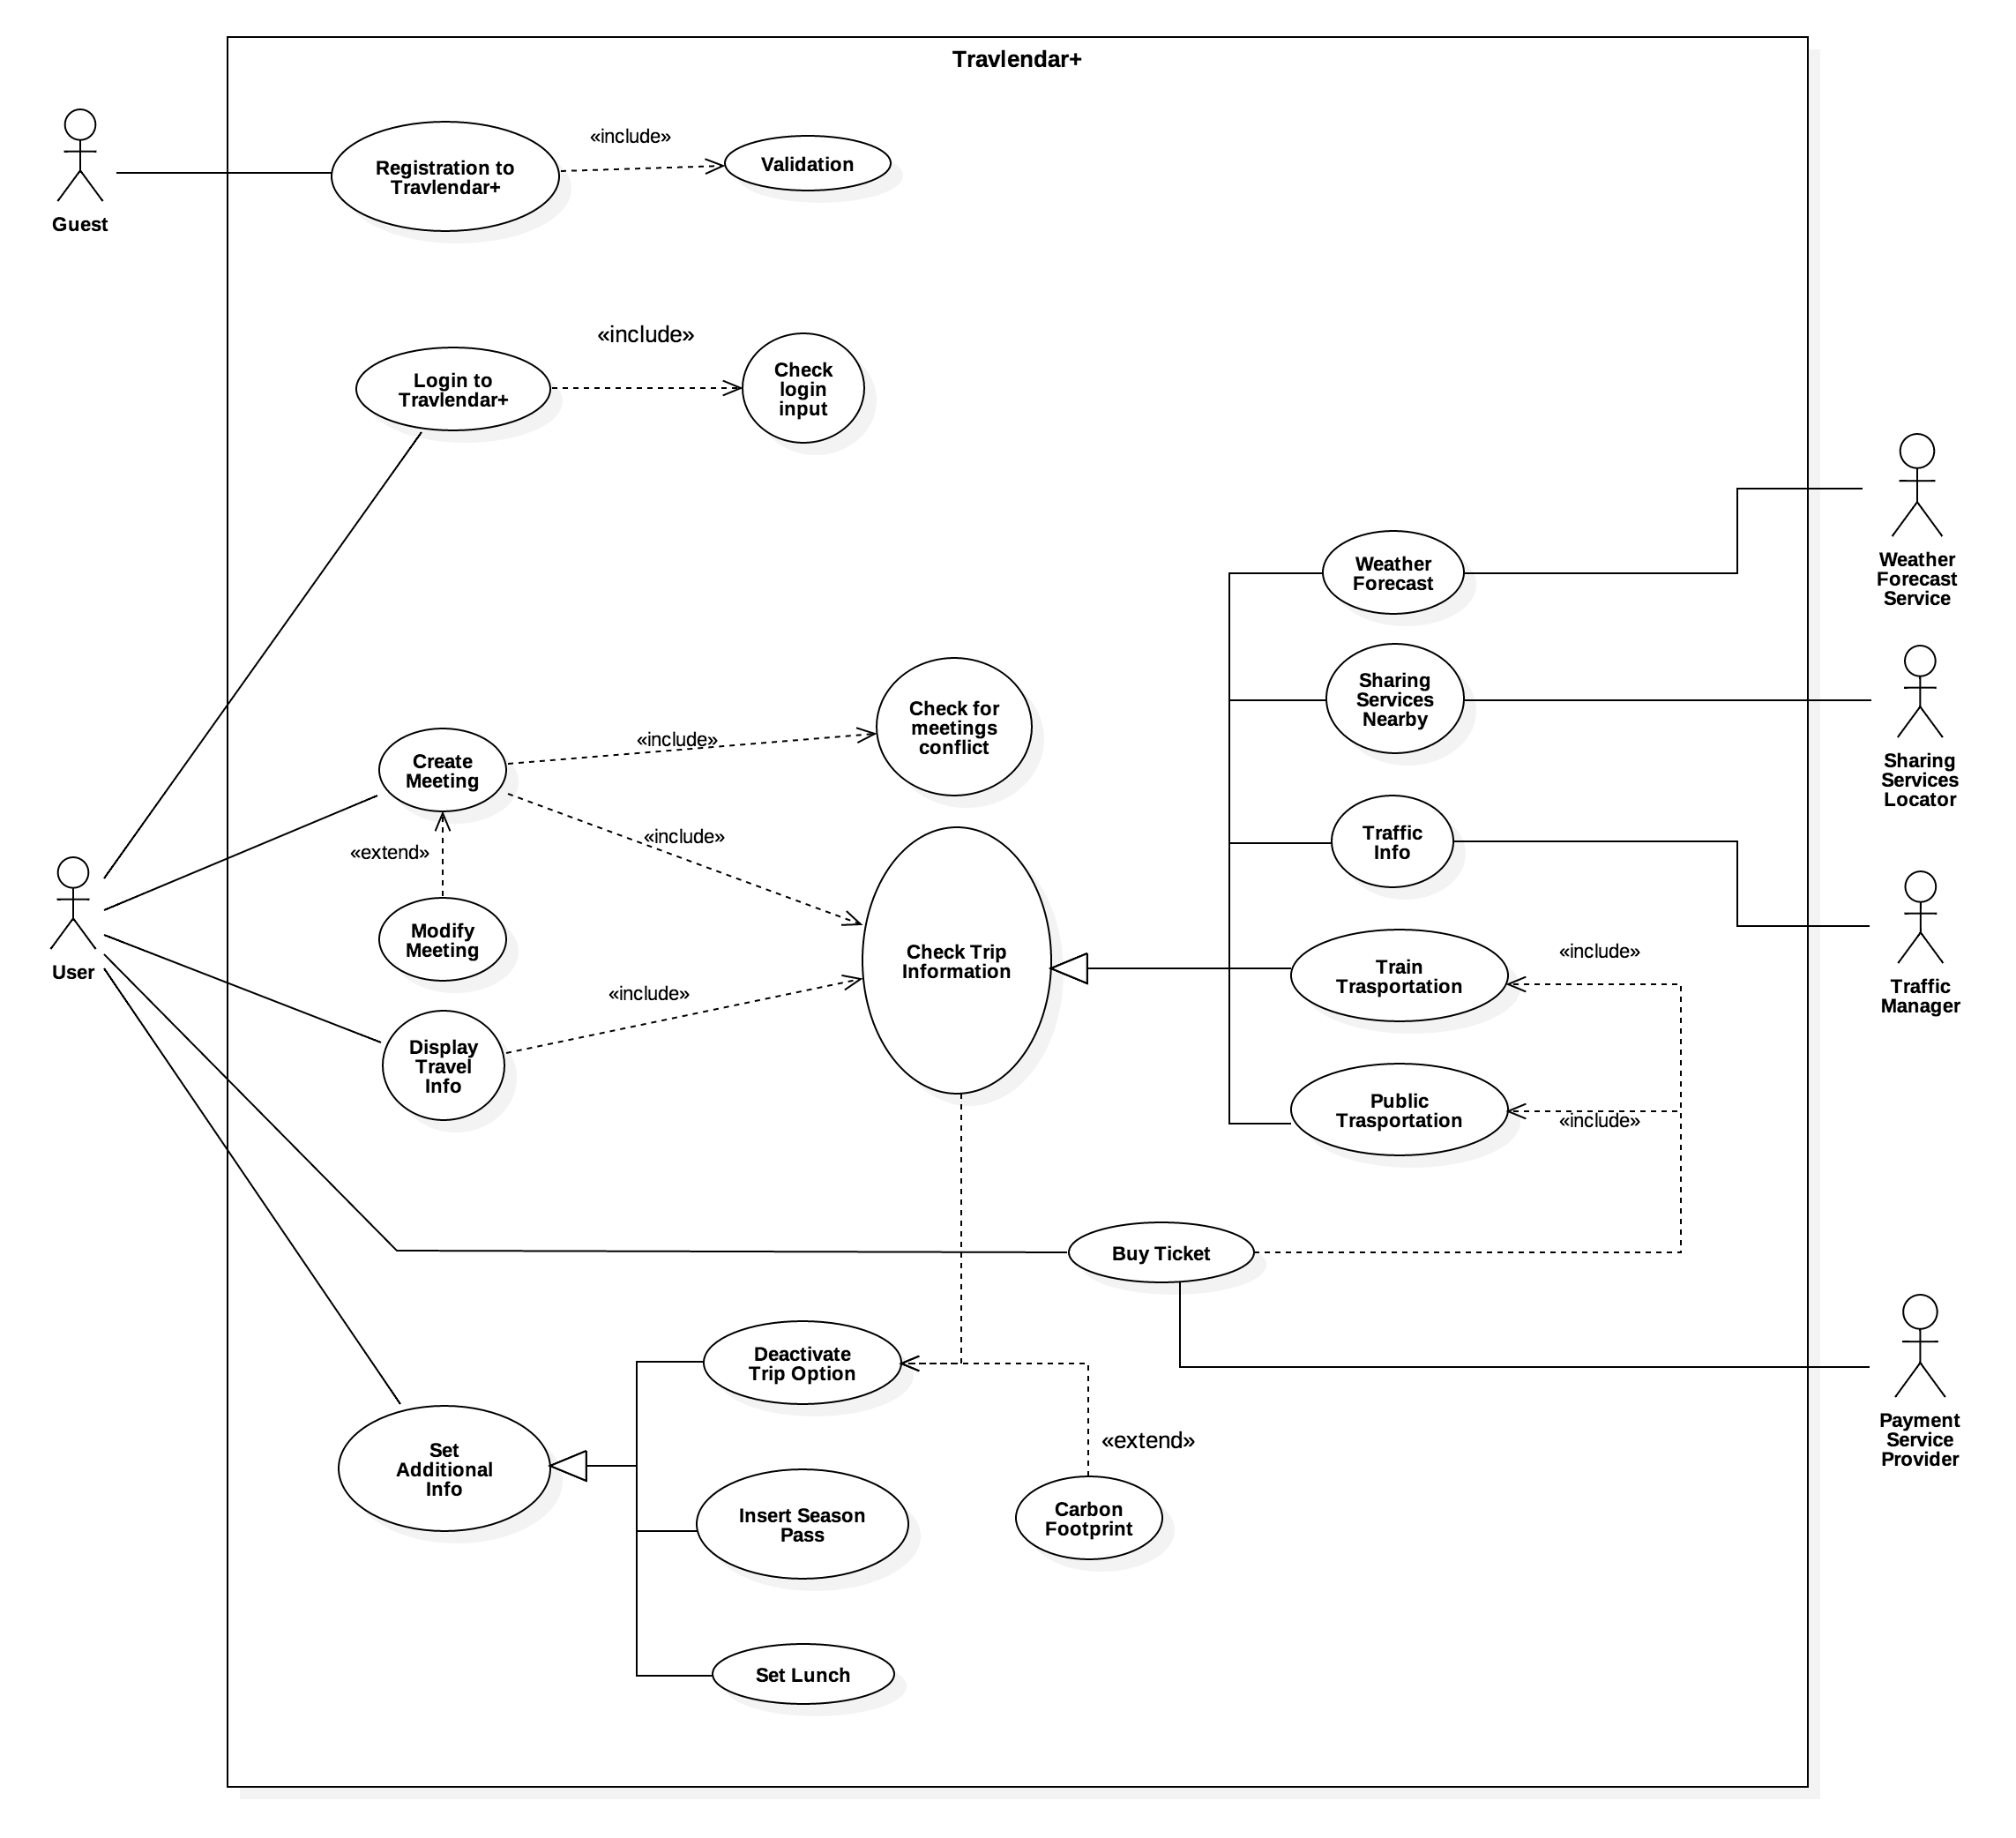 Travlendar+
Guest
Registration to
Travlendar+
«include»
Validation
Login to
Travlendar+
«include»
Check
login
input
Weather
Forecast
Weather
Forecast
Service
Sharing
Services
Nearby
Sharing
Services
Locator
Create
Meeting
«include»
Check for
meetings
conflict
«include»
«extend»
Modify
Meeting
User
Display
Travel
Info
«include»
Check Trip
Information
Traffic
Info
Traffic
Manager
Train
Trasportation
«include»
Public
Trasportation
«include»
Buy Ticket
Payment
Service
Provider
Deactivate
Trip Option
Set
Additional
Info
«extend»
Carbon
Footprint
Insert Season
Pass
Set Lunch